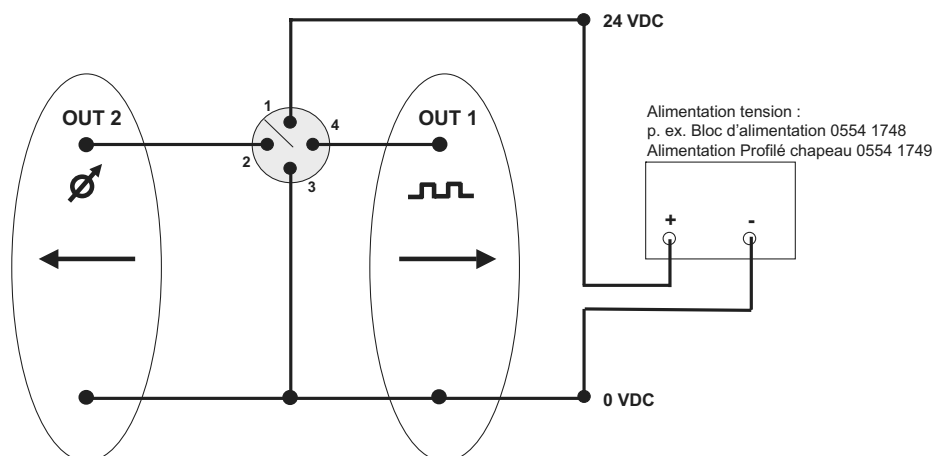 24 VDC
OUT 2
1
4
OUT 1
2
3
Alimentation tension :
p. ex. Bloc d'alimentation 0554 1748
Alimentation Profilé chapeau 0554 1749
+ -
0 VDC